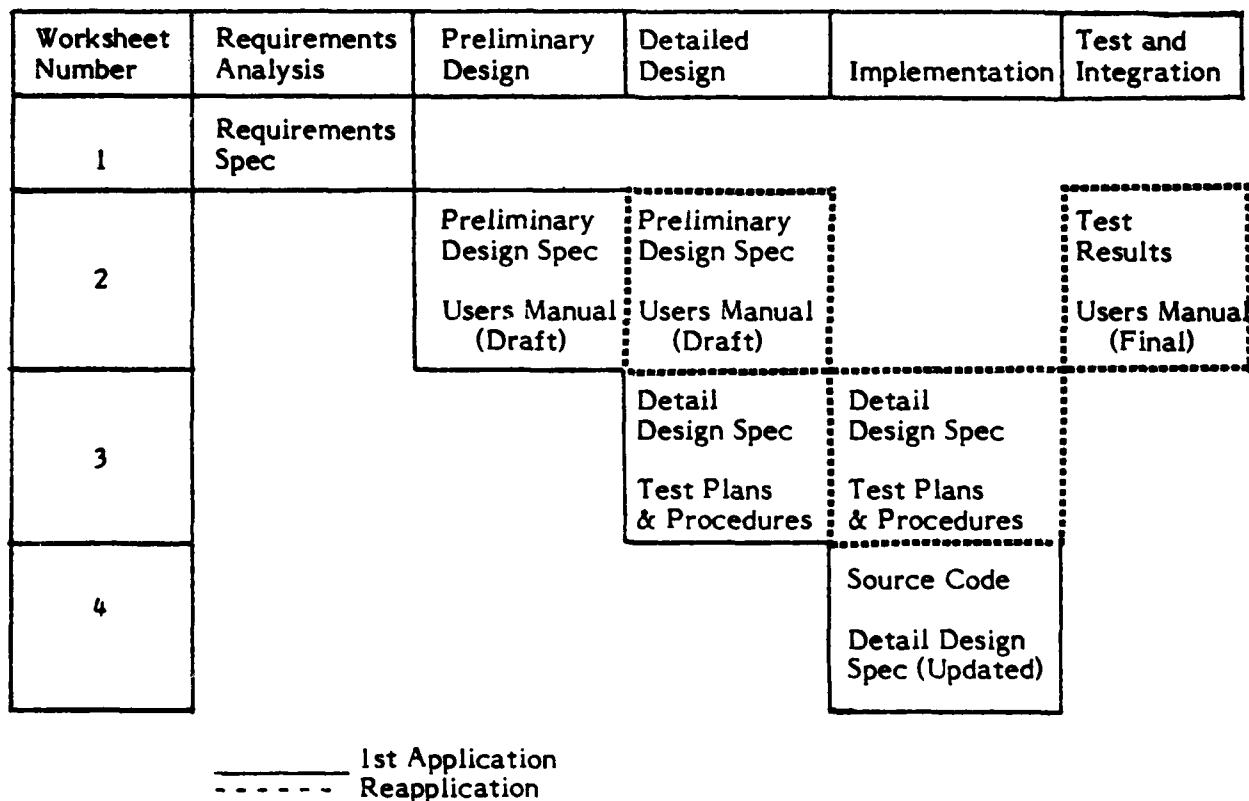 Worksheet Number
Requirements Analysis
Preliminary Design
Detailed Design
Implementation
Test and Integration
1
Requirements
Spec
2
Preliminary
Design Spec
Users Manual
(Draft)
Preliminary
Design Spec
Users Manual
(Draft)
Test
Results
Users Manual
(Final)
3
Detail
Design Spec
Test Plans
& Procedures
Detail
Design Spec
Test Plans
& Procedures
4
Source Code
Detail Design
Spec (Updated)
1st Application
Reapplication